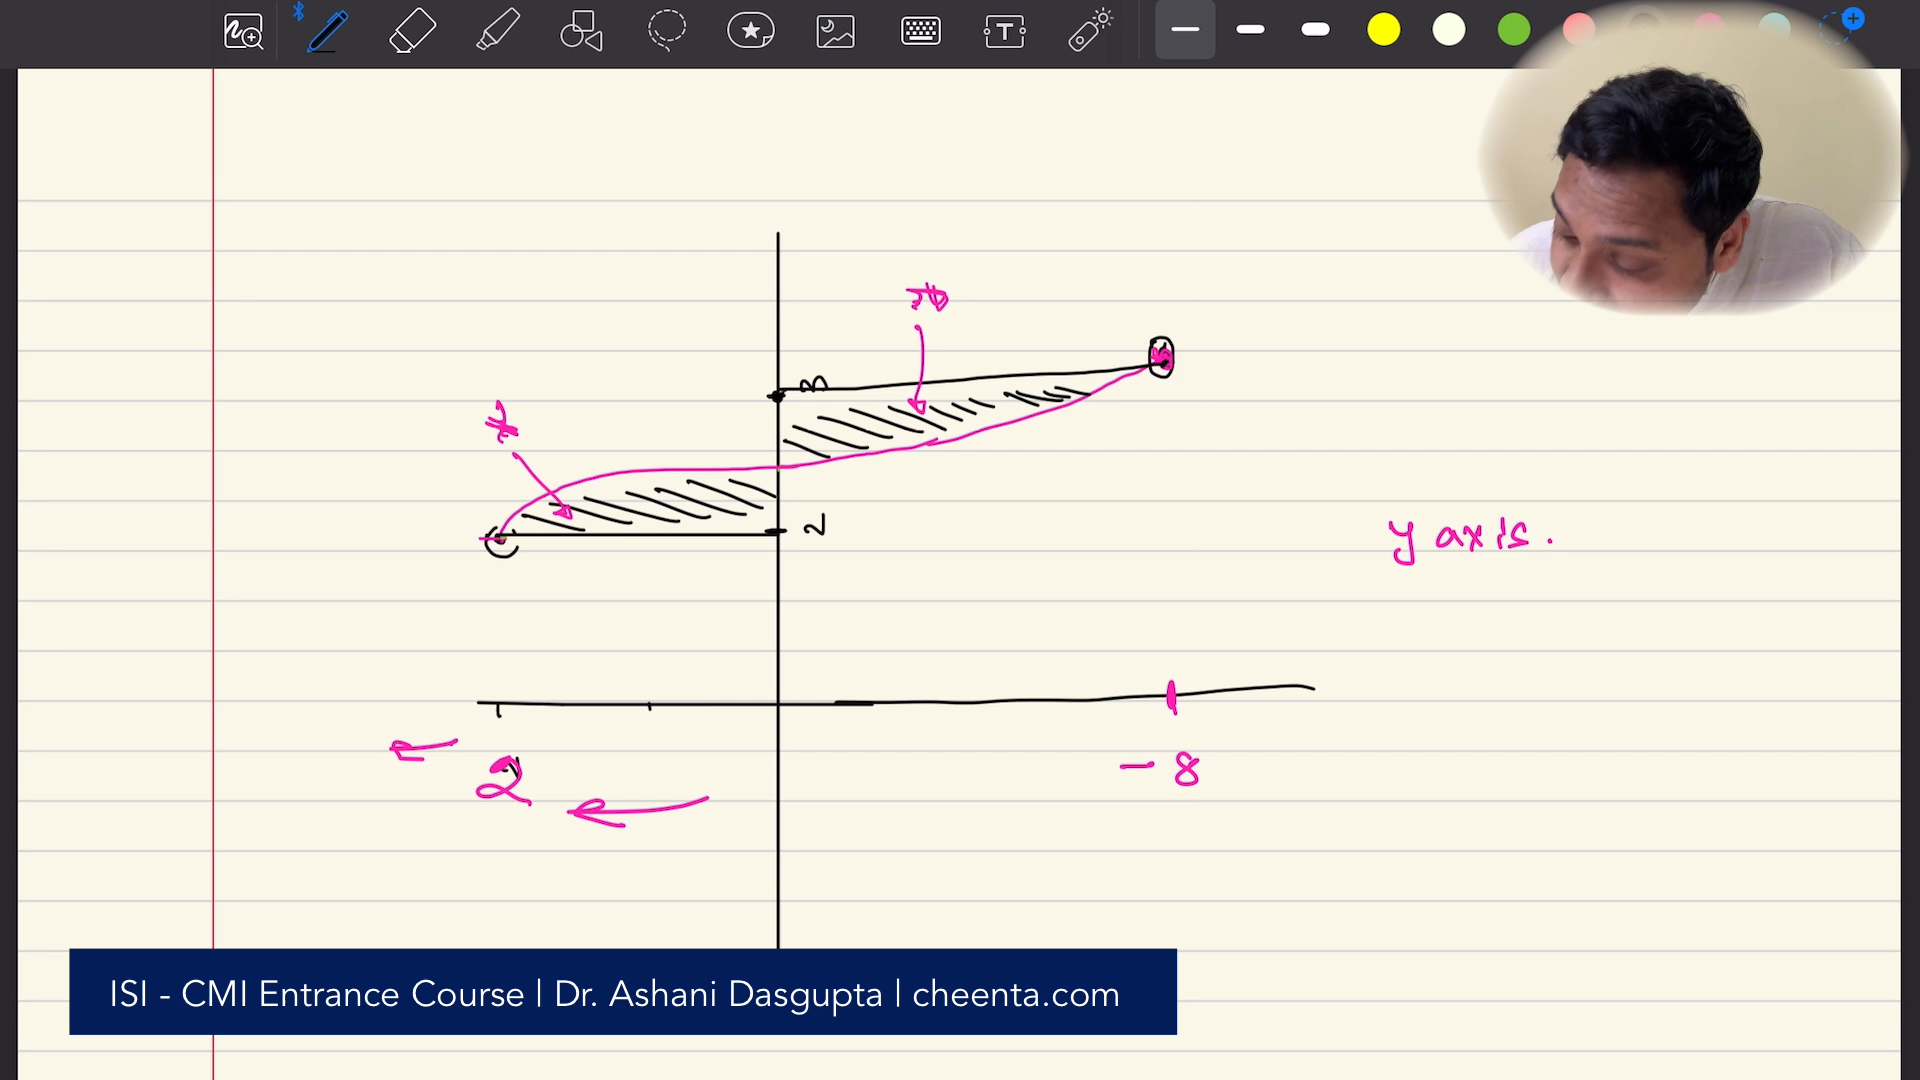 3
2
y axis.
- 8
2
ISI - CMI Entrance Course | Dr. Ashani Dasgupta | cheenta.com